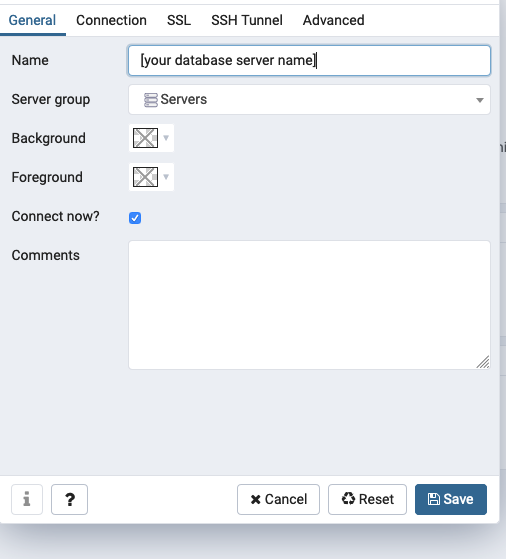 General Connection SSL SSH Tunnel Advanced
Name [your database server name]
Server group Servers
Background
Foreground
Connect now?
Comments
i ? Cancel Reset Save